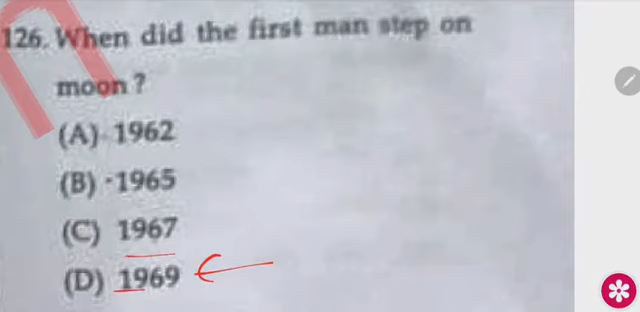 126. When did the first man step on
moon ?
(A) 1962
(B) 1965
(C) 1967
(D) 1969